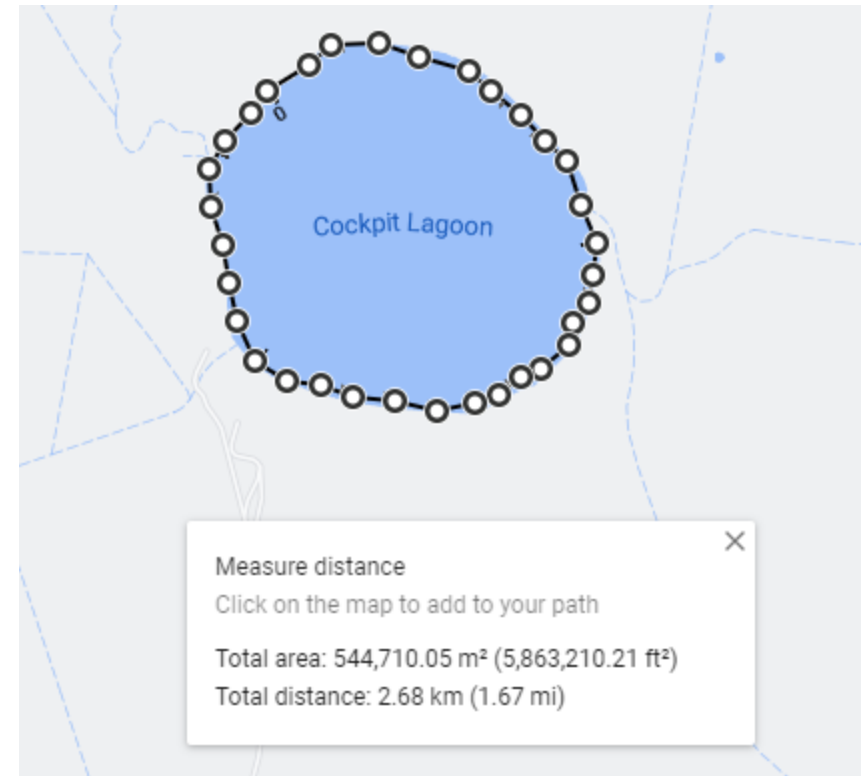 0
Cockpit Lagoon
Measure distance
Click on the map to add to your path
Total area: 544,710.05 m² (5,863,210.21 ft²)
Total distance: 2.68 km (1.67 mi)